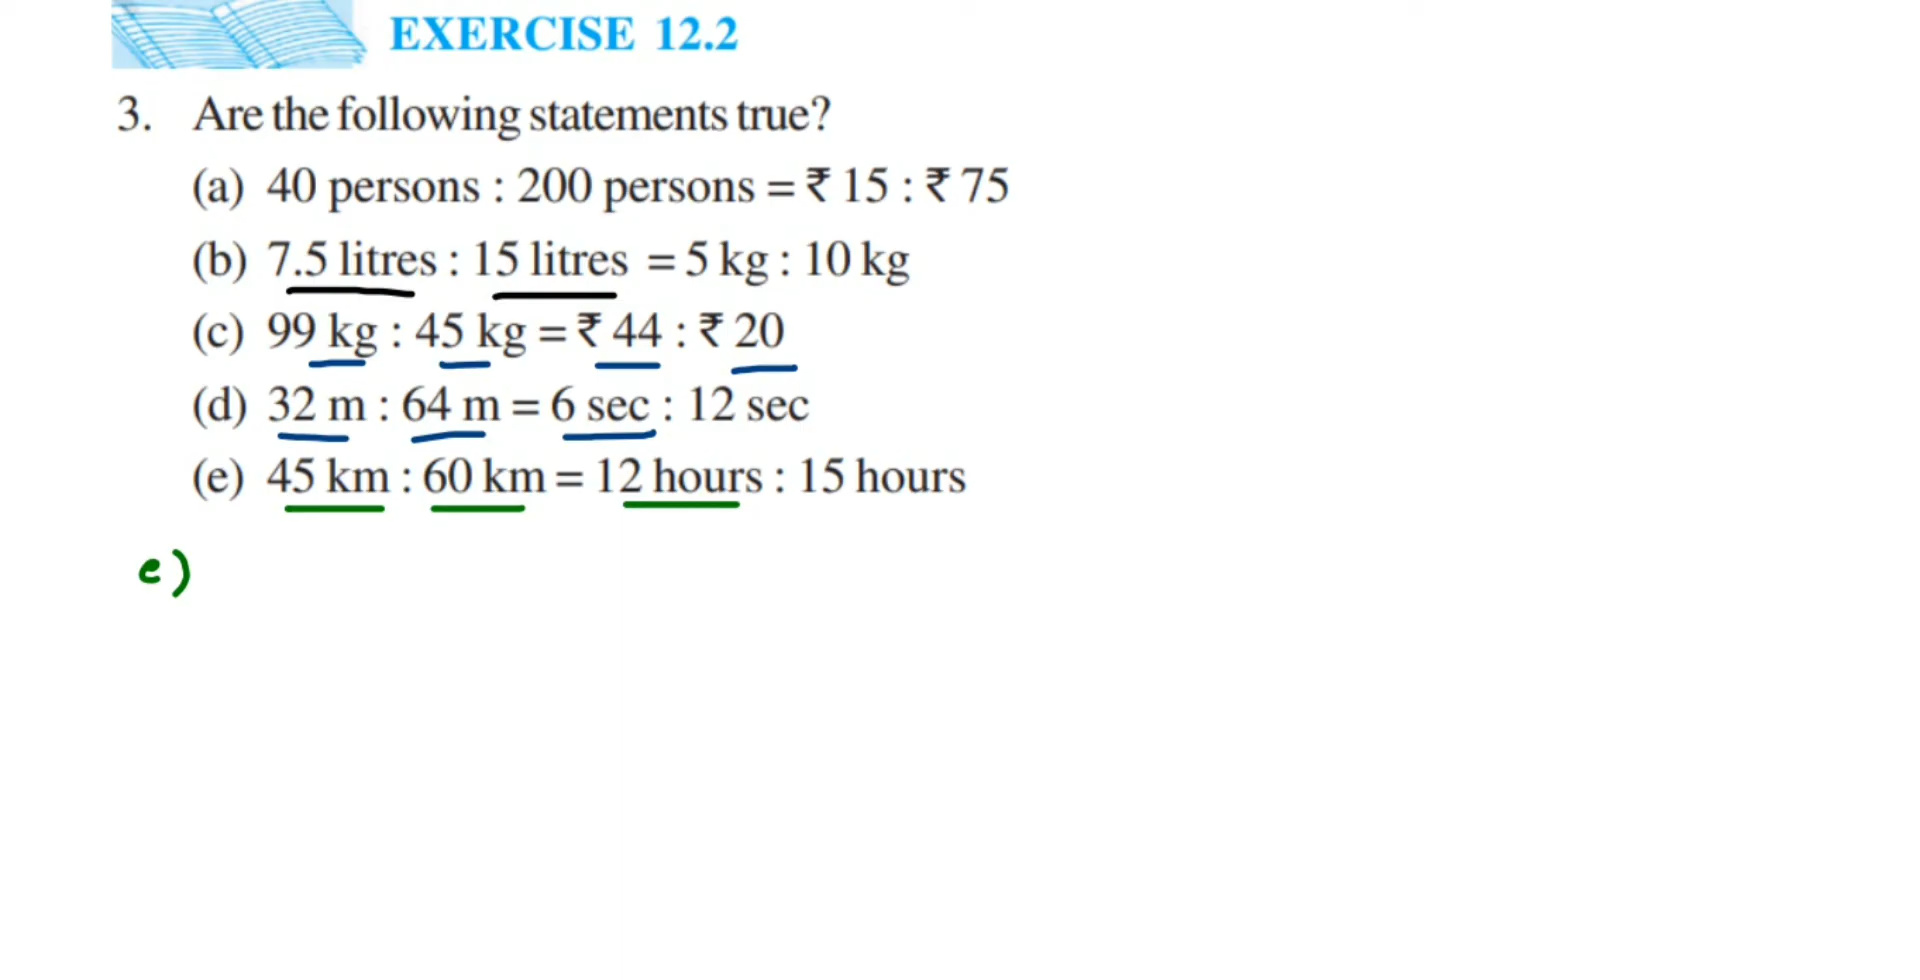 EXERCISE 12.2
3. Are the following statements true?
(a) 40 persons : 200 persons = ₹ 15 : ₹ 75
(b) 7.5 litres : 15 litres = 5 kg : 10 kg
(c) 99 kg : 45 kg = ₹ 44 : ₹ 20
(d) 32 m : 64 m = 6 sec : 12 sec
(e) 45 km : 60 km = 12 hours : 15 hours
e)